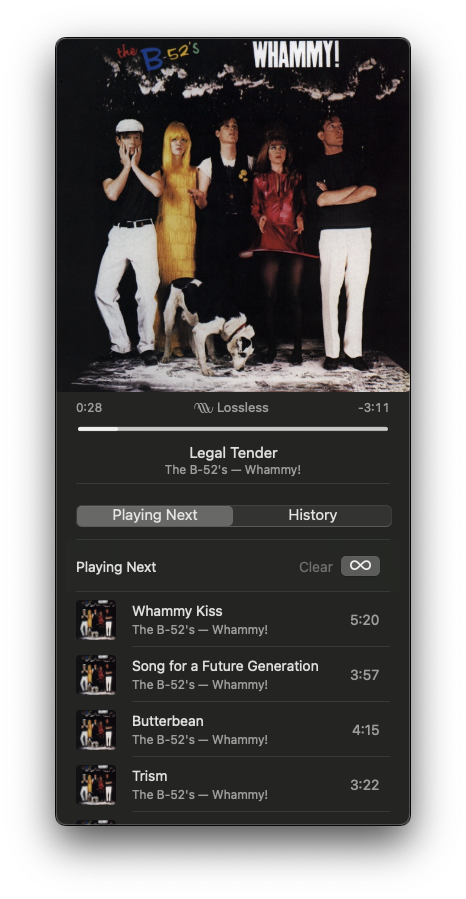 the B-52's WHAMMY!
0:28 Lossless -3:11
Legal Tender
The B-52's — Whammy!
Playing Next History
Playing Next Clear
Whammy Kiss
The B-52's — Whammy! 5:20
Song for a Future Generation
The B-52's — Whammy! 3:57
Butterbean
The B-52's — Whammy! 4:15
Trism
The B-52's — Whammy! 3:22